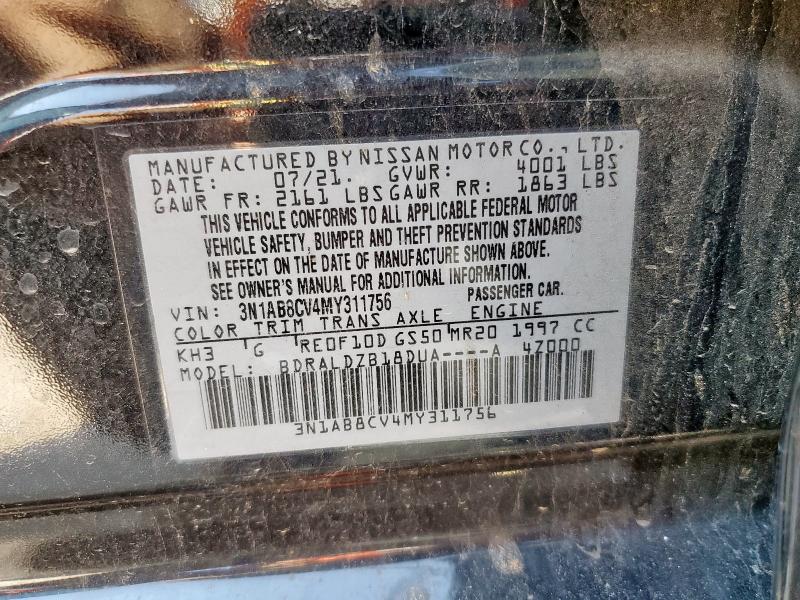 MANUFACTURED BY NISSAN MOTOR CO., LTD.
DATE: 07/21. GVWR: 4001 LBS
GAWR FR: 2161 LBS GAWR RR: 1863 LBS
THIS VEHICLE CONFORMS TO ALL APPLICABLE FEDERAL MOTOR
VEHICLE SAFETY, BUMPER AND THEFT PREVENTION STANDARDS
IN EFFECT ON THE DATE OF MANUFACTURE SHOWN ABOVE.
SEE OWNER'S MANUAL FOR ADDITIONAL INFORMATION.
VIN: 3N1AB8CV4MY311756 PASSENGER CAR.
COLOR TRIM TRANS AXLE ENGINE
KH3 G RE0F10D GS50 MR20 1997 CC
MODEL: BDRALDZB18DUA----A 4Z000
3N1AB8CV4MY311756